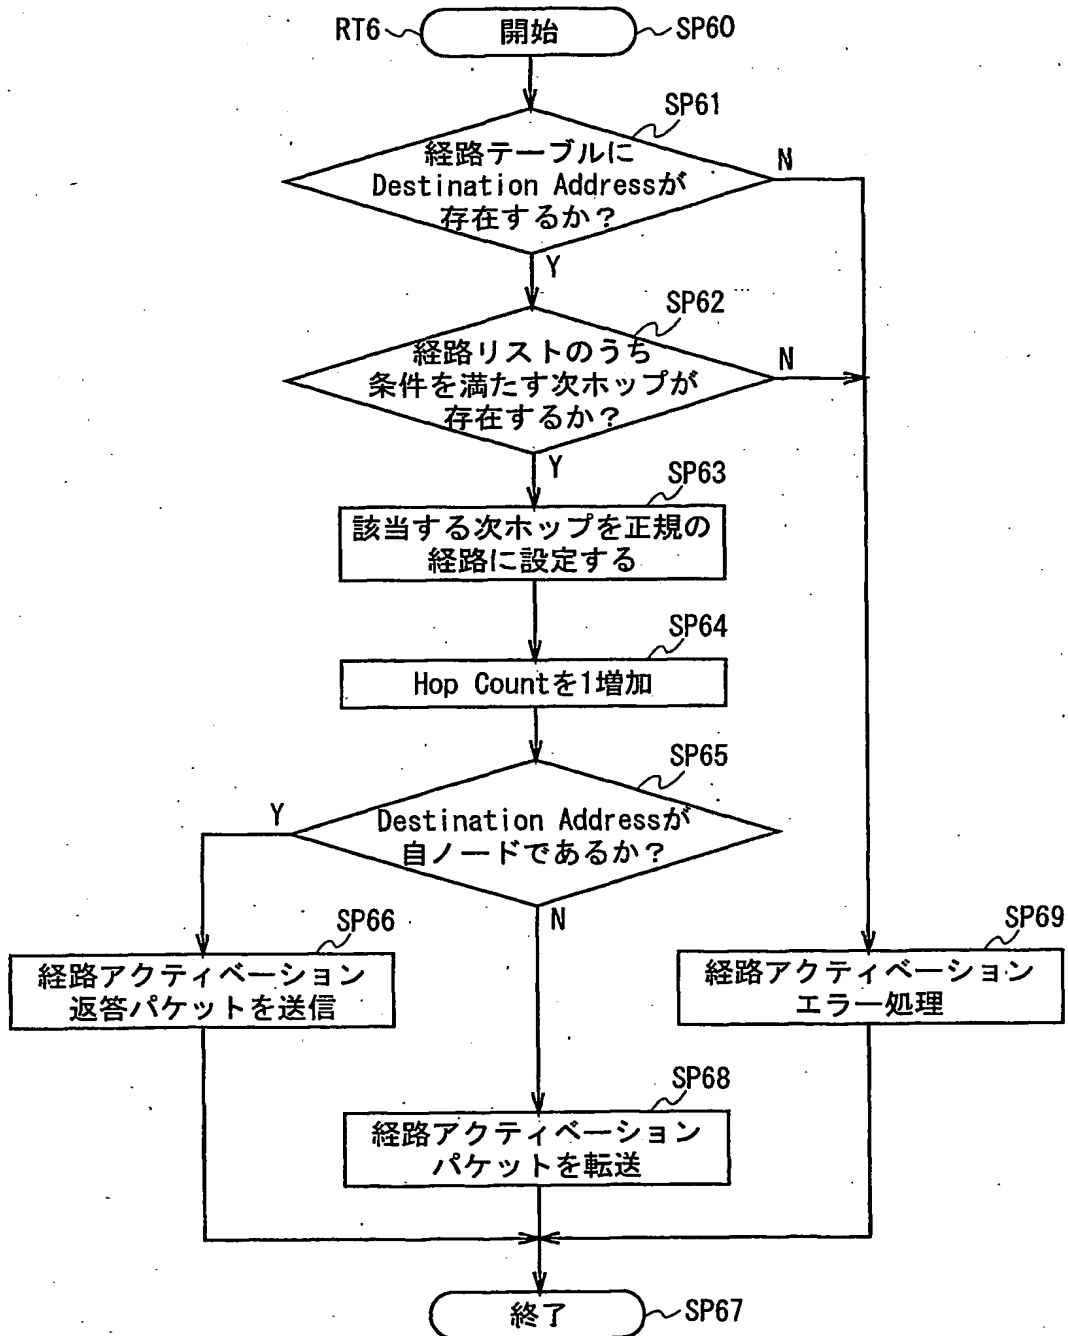 RT6
開始
SP60
SP61
経路テーブルに
Destination Addressが
存在するか?
N
Y
SP62
経路リストのうち
条件を満たす次ホップが
存在するか?
N
Y
SP63
該当する次ホップを正規の
経路に設定する
SP64
Hop Countを1増加
SP65
Y
Destination Addressが
自ノードであるか?
N
SP66
経路アクティベーション
返答パケットを送信
SP69
経路アクティベーション
エラー処理
SP68
経路アクティベーション
パケットを転送
終了
SP67